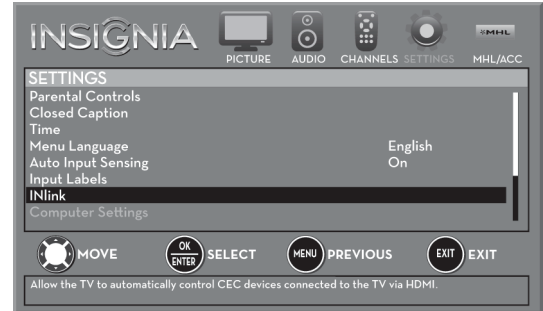 INSIGNIA
PICTURE AUDIO CHANNELS SETTINGS MHL/ACC
MHL
SETTINGS
Parental Controls
Closed Caption
Time
Menu Language English
Auto Input Sensing On
Input Labels
INlink
Computer Settings
MOVE OK ENTER SELECT MENU PREVIOUS EXIT EXIT
Allow the TV to automatically control CEC devices connected to the TV via HDMI.